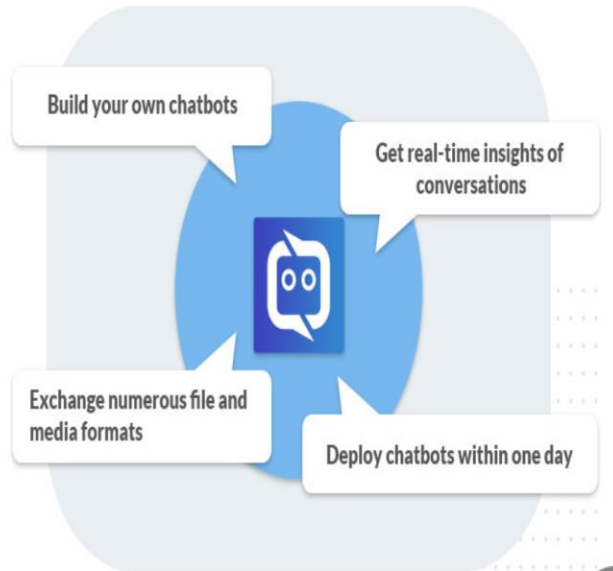 Build your own chatbots
Get real-time insights of
conversations
Exchange numerous file and
media formats
Deploy chatbots within one day